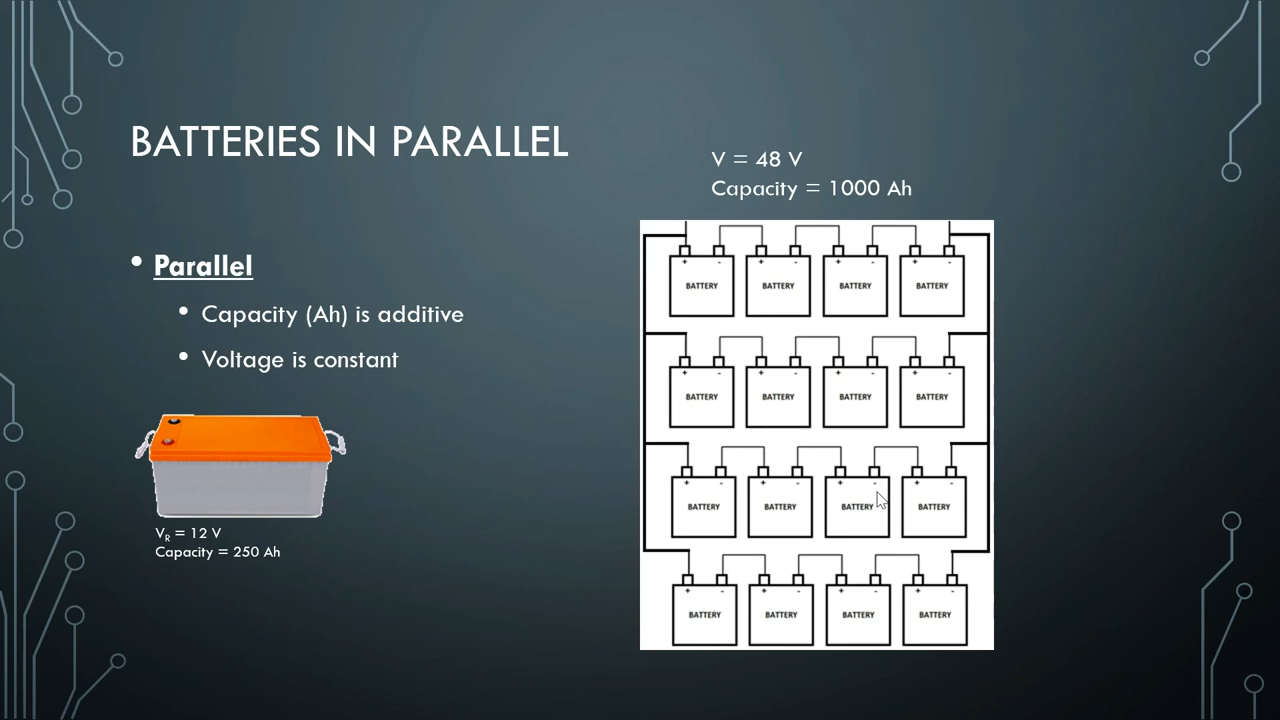 BATTERIES IN PARALLEL
V = 48 V
Capacity = 1000 Ah
• Parallel
• Capacity (Ah) is additive
• Voltage is constant
VR = 12 V
Capacity = 250 Ah
+ - + - + - + -
BATTERY BATTERY BATTERY BATTERY
+ - + - + - + -
BATTERY BATTERY BATTERY BATTERY
+ - + - + - + -
BATTERY BATTERY BATTERY BATTERY
+ - + - + - + -
BATTERY BATTERY BATTERY BATTERY